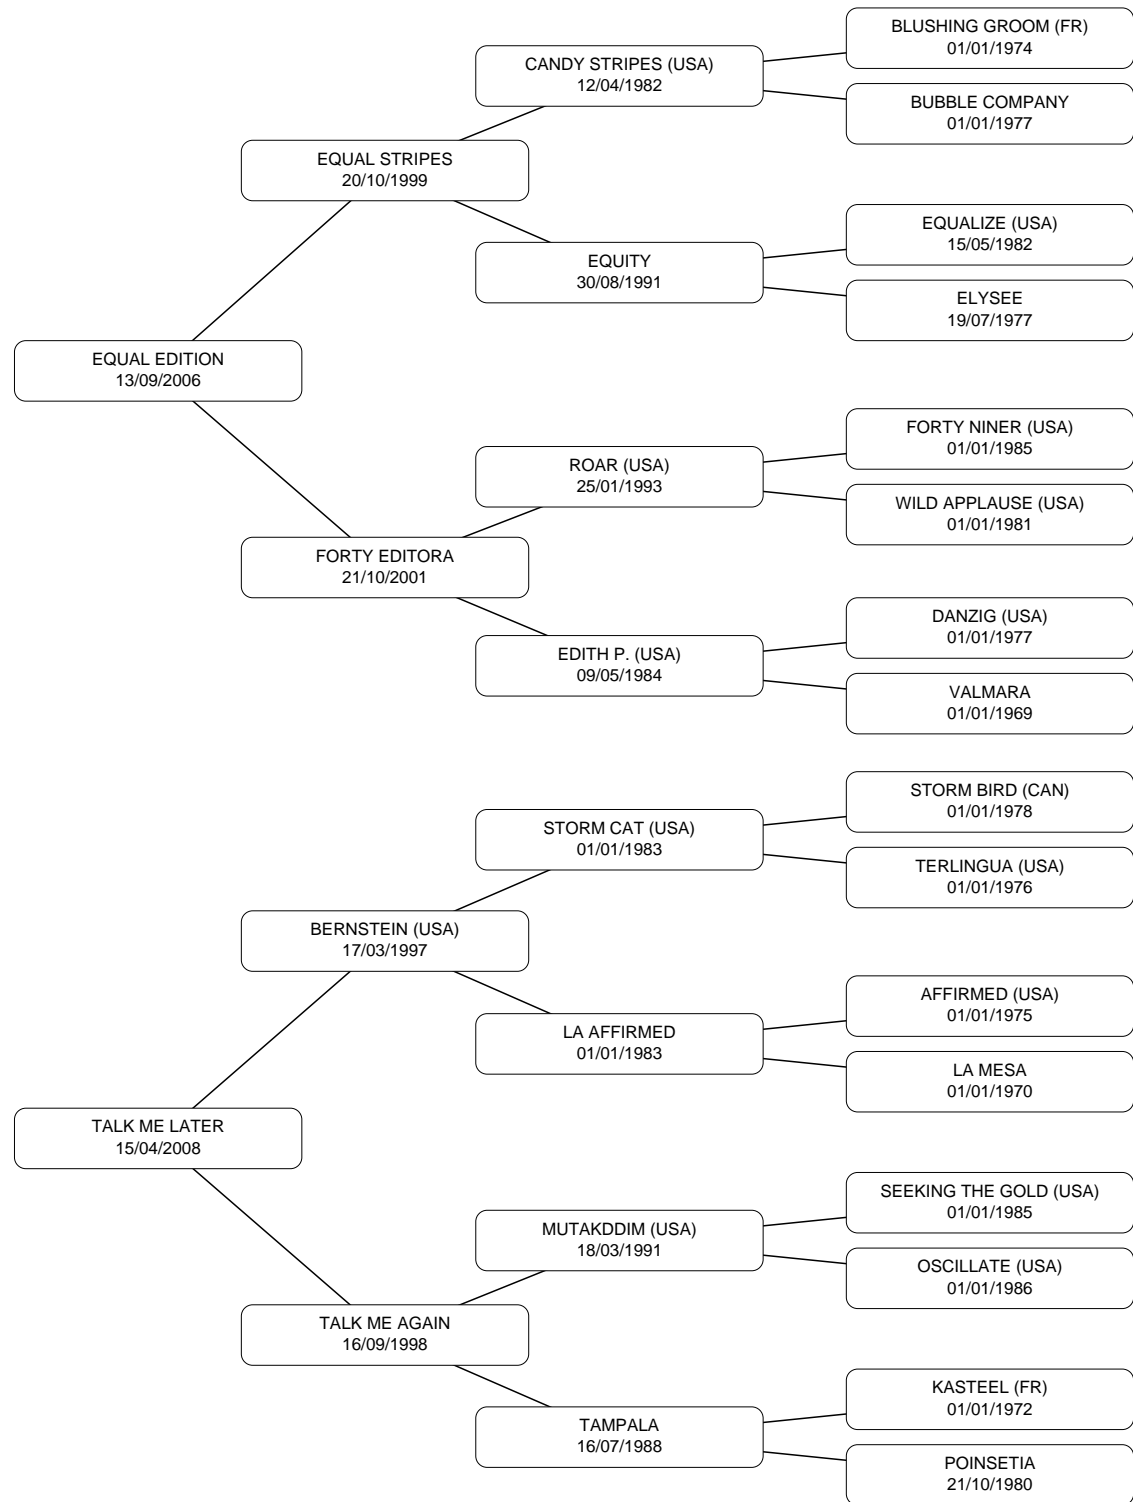 BLUSHING GROOM (FR)
01/01/1974
CANDY STRIPES (USA)
12/04/1982
BUBBLE COMPANY
01/01/1977
EQUAL STRIPES
20/10/1999
EQUALIZE (USA)
15/05/1982
EQUITY
30/08/1991
ELYSEE
19/07/1977
EQUAL EDITION
13/09/2006
FORTY NINER (USA)
01/01/1985
ROAR (USA)
25/01/1993
WILD APPLAUSE (USA)
01/01/1981
FORTY EDITORA
21/10/2001
DANZIG (USA)
01/01/1977
EDITH P. (USA)
09/05/1984
VALMARA
01/01/1969
STORM BIRD (CAN)
01/01/1978
STORM CAT (USA)
01/01/1983
TERLINGUA (USA)
01/01/1976
BERNSTEIN (USA)
17/03/1997
AFFIRMED (USA)
01/01/1975
LA AFFIRMED
01/01/1983
LA MESA
01/01/1970
TALK ME LATER
15/04/2008
SEEKING THE GOLD (USA)
01/01/1985
MUTAKDDIM (USA)
18/03/1991
OSCILLATE (USA)
01/01/1986
TALK ME AGAIN
16/09/1998
KASTEEL (FR)
01/01/1972
TAMPALA
16/07/1988
POINSETIA
21/10/1980